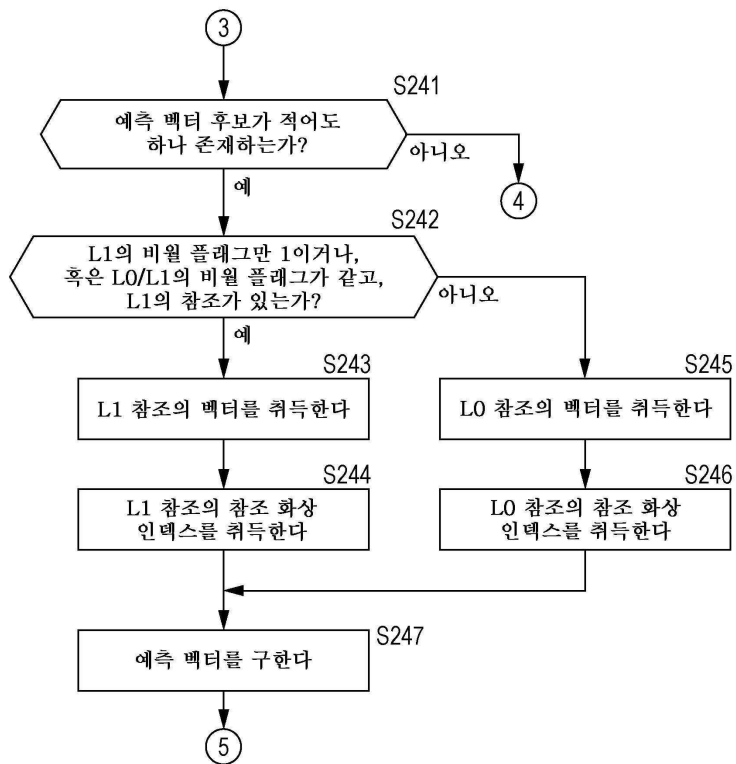 3
S241
예측 벡터 후보가 적어도
하나 존재하는가?
아니오
4
예
S242
L1의 비월 플래그만 1이거나,
혹은 L0/L1의 비월 플래그가 같고,
L1의 참조가 있는가?
아니오
예
S243
L1 참조의 벡터를 취득한다
S245
L0 참조의 벡터를 취득한다
S244
L1 참조의 참조 화상
인덱스를 취득한다
S246
L0 참조의 참조 화상
인덱스를 취득한다
S247
예측 벡터를 구한다
5